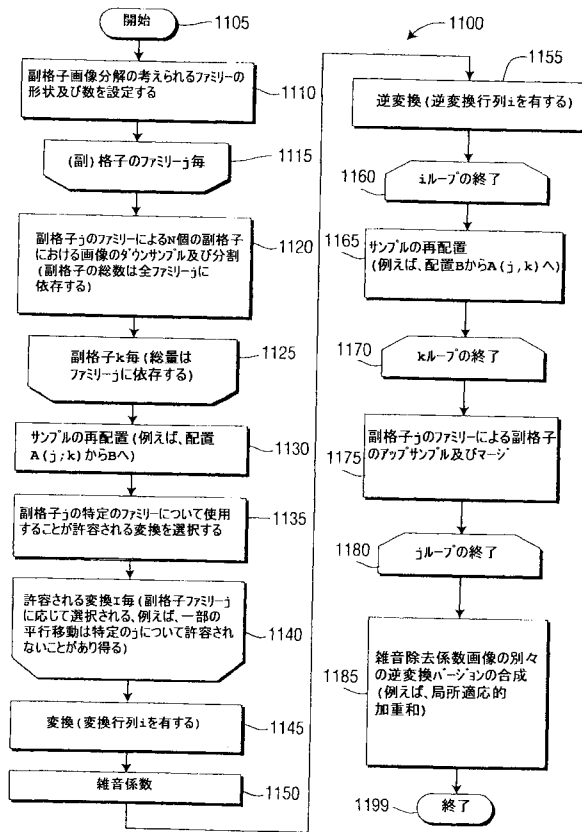 1100
開始
1105
副格子画像分解の考えられるファミリーの
形状及び数を設定する
1110
(副)格子のファミリーj毎
1115
副格子jのファミリーによるN個の副格子
における画像のダウンサンプル及び分割
(副格子の総数は全ファミリjに
依存する)
1120
副格子k毎(総量は
ファミリーjに依存する)
1125
サンプルの再配置(例えば、配置
A(j;k)からBへ)
1130
副格子jの特定のファミリーについて使用
することが許容される変換を選択する
1135
許容される変換I毎(副格子ファミリーj
に応じて選択される、例えば、一部の
平行移動は特定のjについて許容され
ないことがあり得る)
1140
変換(変換行列iを有する)
1145
雑音係数
1150
1155
逆変換(逆変換行列iを有する)
1160
iループの終了
1165
サンプルの再配置
(例えば、配置BからA(j,k)へ)
1170
kループの終了
副格子jのファミリーによる副格子
のアップサンプル及びマージ
1175
1180
jループの終了
雑音除去係数画像の別々
の逆変換バージョンの合成
(例えば、局所適応的
加重和)
1185
終了
1199